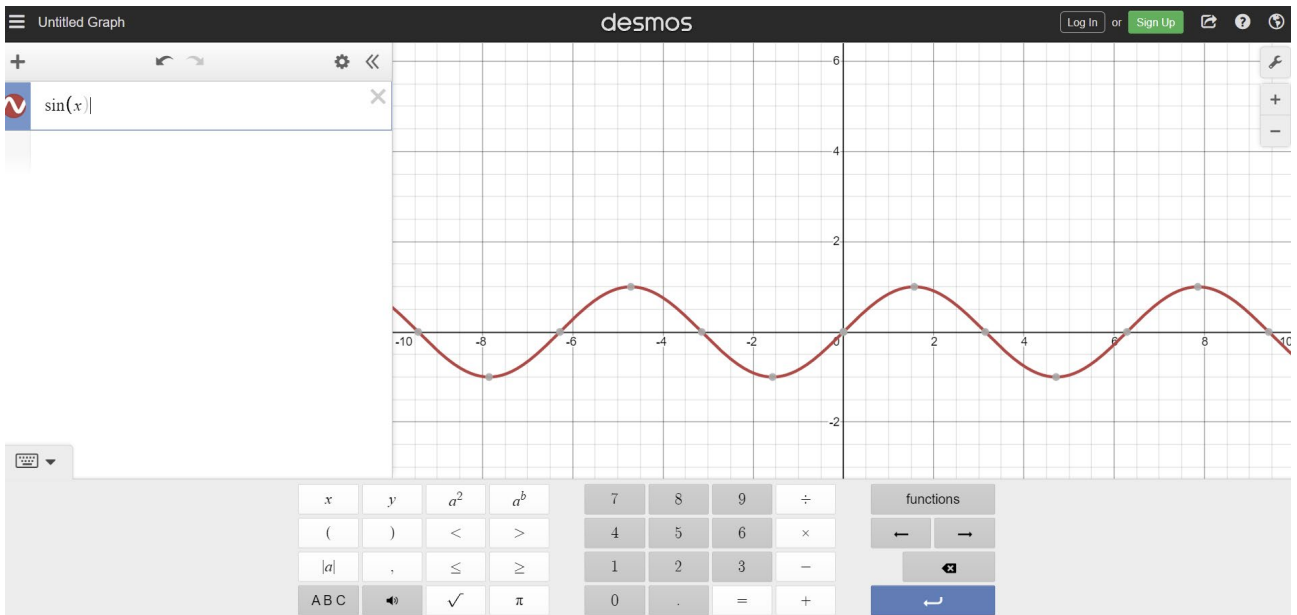 Untitled Graph
desmos
Log In or Sign Up
sin(x)
6
4
2
-10 -8 -6 -4 -2 0 2 4 6 8 10
-2
x y a² aᵇ 7 8 9 ÷ functions
( ) < > 4 5 6 × ← →
|a| , ≤ ≥ 1 2 3 −
A B C √ π 0 . = +